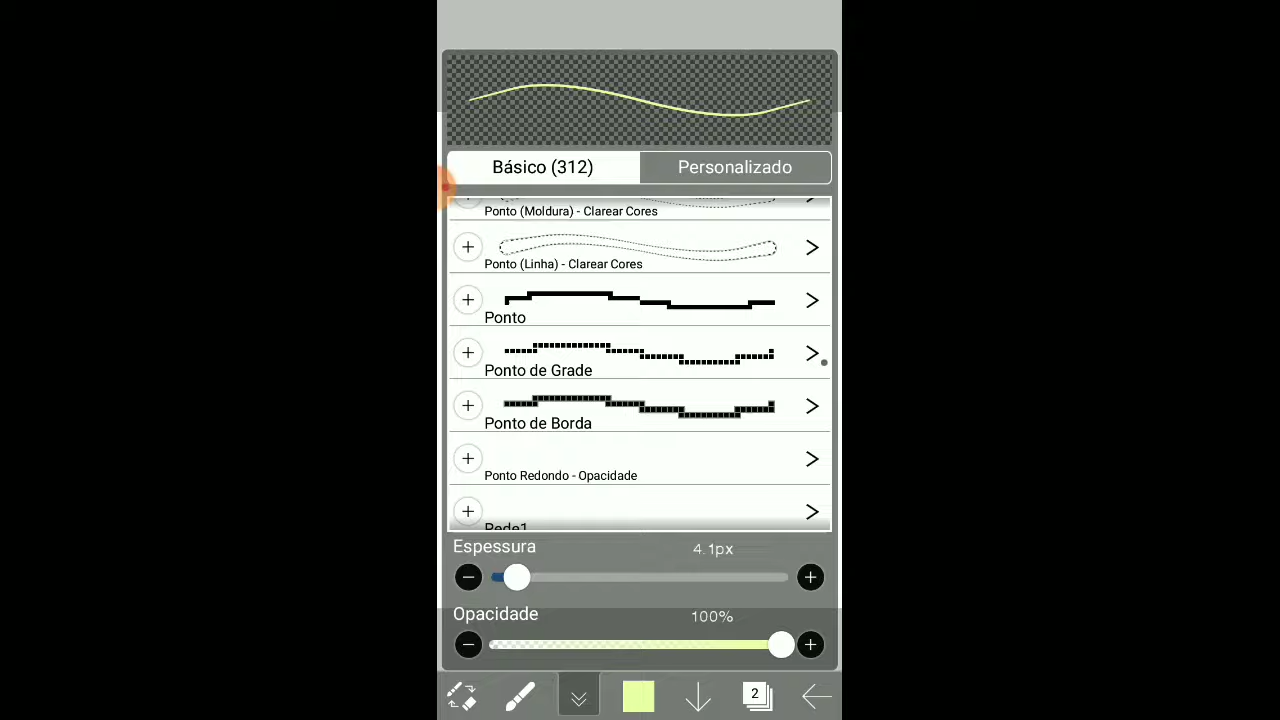 Básico (312)
Personalizado
Ponto (Moldura) - Clarear Cores
Ponto (Linha) - Clarear Cores
Ponto
Ponto de Grade
Ponto de Borda
Ponto Redondo - Opacidade
Rede1
Espessura
4.1px
Opacidade
100%
2